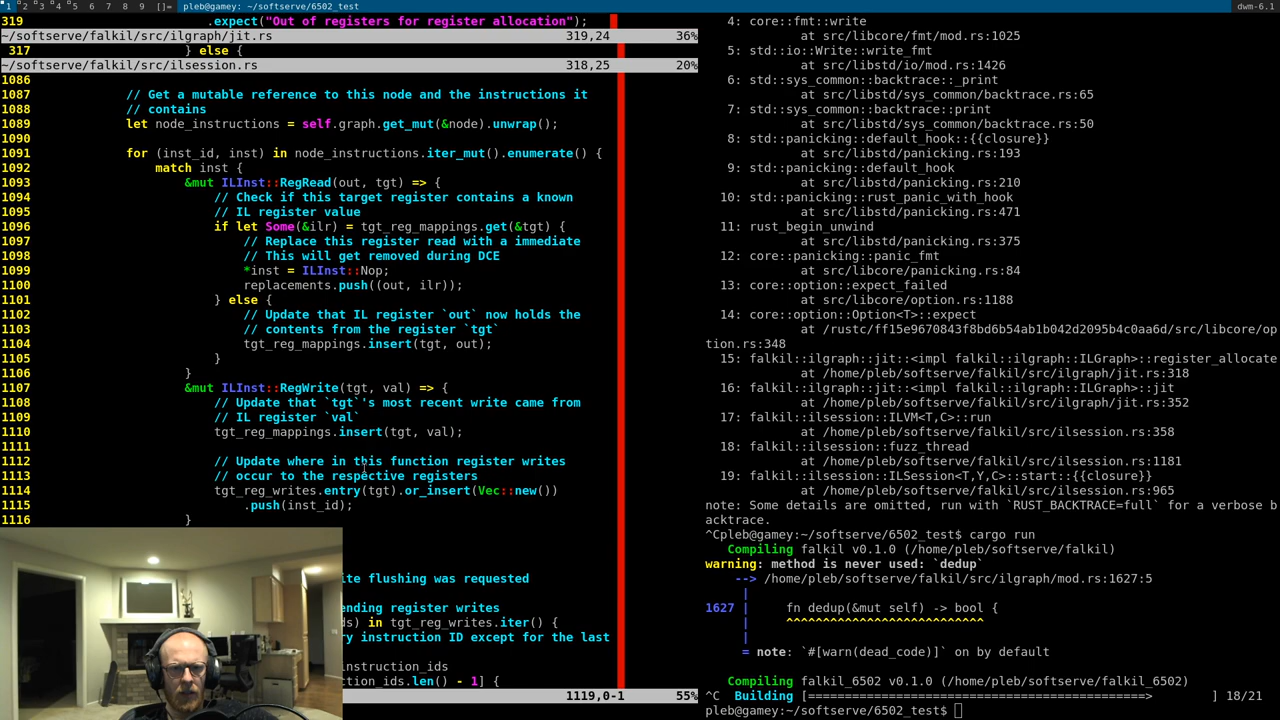 1 2 3 4 5 6 7 8 9 []= pleb@gamey: ~/softserve/6502_test dwm-6.1
319 .expect("Out of registers for register allocation");
~/softserve/falkil/src/ilgraph/jit.rs 319,24 36%
317 } else {
~/softserve/falkil/src/ilsession.rs 318,25 20%
1086
1087 // Get a mutable reference to this node and the instructions it
1088 // contains
1089 let node_instructions = self.graph.get_mut(&node).unwrap();
1090
1091 for (inst_id, inst) in node_instructions.iter_mut().enumerate() {
1092 match inst {
1093 &mut ILInst::RegRead(out, tgt) => {
1094 // Check if this target register contains a known
1095 // IL register value
1096 if let Some(&ilr) = tgt_reg_mappings.get(&tgt) {
1097 // Replace this register read with a immediate
1098 // This will get removed during DCE
1099 *inst = ILInst::Nop;
1100 replacements.push((out, ilr));
1101 } else {
1102 // Update that IL register `out` now holds the
1103 // contents from the register `tgt`
1104 tgt_reg_mappings.insert(tgt, out);
1105 }
1106 }
1107 &mut ILInst::RegWrite(tgt, val) => {
1108 // Update that `tgt`'s most recent write came from
1109 // IL register `val`
1110 tgt_reg_mappings.insert(tgt, val);
1111
1112 // Update where in this function register writes
1113 // occur to the respective registers
1114 tgt_reg_writes.entry(tgt).or_insert(Vec::new())
1115 .push(inst_id);
1116 }
ite flushing was requested
ending register writes
ds) in tgt_reg_writes.iter() {
ry instruction ID except for the last
nstruction_ids
ction_ids.len() - 1] {
1119,0-1 55%
4: core::fmt::write
at src/libcore/fmt/mod.rs:1025
5: std::io::Write::write_fmt
at src/libstd/io/mod.rs:1426
6: std::sys_common::backtrace::_print
at src/libstd/sys_common/backtrace.rs:65
7: std::sys_common::backtrace::print
at src/libstd/sys_common/backtrace.rs:50
8: std::panicking::default_hook::{{closure}}
at src/libstd/panicking.rs:193
9: std::panicking::default_hook
at src/libstd/panicking.rs:210
10: std::panicking::rust_panic_with_hook
at src/libstd/panicking.rs:471
11: rust_begin_unwind
at src/libstd/panicking.rs:375
12: core::panicking::panic_fmt
at src/libcore/panicking.rs:84
13: core::option::expect_failed
at src/libcore/option.rs:1188
14: core::option::Option<T>::expect
at /rustc/ff15e9670843f8bd6b54ab1b042d2095b4c0aa6d/src/libcore/op
tion.rs:348
15: falkil::ilgraph::jit::<impl falkil::ilgraph::ILGraph>::register_allocate
at /home/pleb/softserve/falkil/src/ilgraph/jit.rs:318
16: falkil::ilgraph::jit::<impl falkil::ilgraph::ILGraph>::jit
at /home/pleb/softserve/falkil/src/ilgraph/jit.rs:352
17: falkil::ilsession::ILVM<T,C>::run
at /home/pleb/softserve/falkil/src/ilsession.rs:358
18: falkil::ilsession::fuzz_thread
at /home/pleb/softserve/falkil/src/ilsession.rs:1181
19: falkil::ilsession::ILSession<T,Y,C>::start::{{closure}}
at /home/pleb/softserve/falkil/src/ilsession.rs:965
note: Some details are omitted, run with `RUST_BACKTRACE=full` for a verbose b
acktrace.
^Cpleb@gamey:~/softserve/6502_test$ cargo run
Compiling falkil v0.1.0 (/home/pleb/softserve/falkil)
warning: method is never used: `dedup`
--> /home/pleb/softserve/falkil/src/ilgraph/mod.rs:1627:5
|
1627 | fn dedup(&mut self) -> bool {
| ^^^^^^^^^^^^^^^^^^^^^^^^^^^
|
= note: `#[warn(dead_code)]` on by default
Compiling falkil_6502 v0.1.0 (/home/pleb/softserve/falkil_6502)
^C Building [=============================================> ] 18/21
pleb@gamey:~/softserve/6502_test$